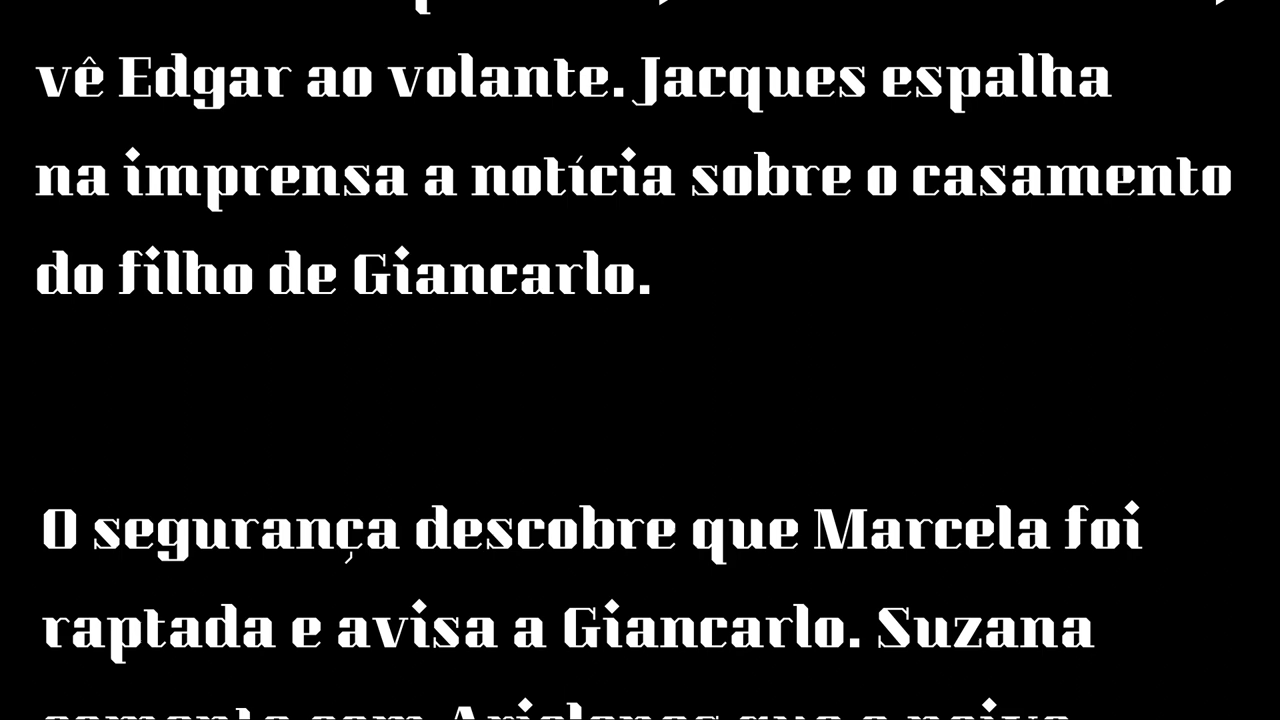 vê Edgar ao volante. Jacques espalha
na imprensa a notícia sobre o casamento
do filho de Giancarlo.
O segurança descobre que Marcela foi
raptada e avisa a Giancarlo. Suzana